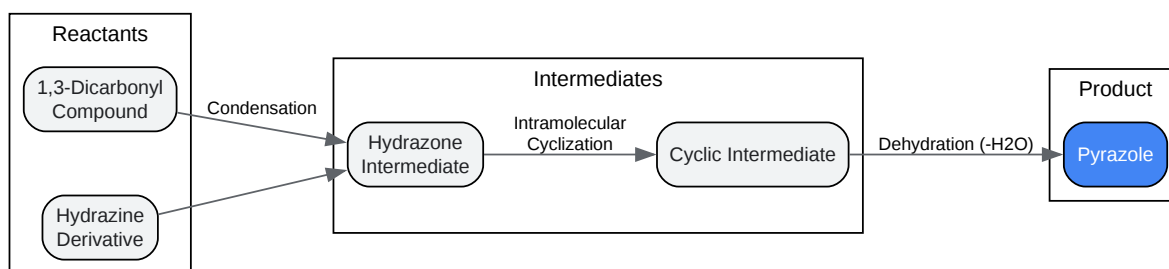 Reactants
1,3-Dicarbonyl
Compound
Hydrazine
Derivative
Condensation
Intermediates
Hydrazone
Intermediate
Intramolecular
Cyclization
Cyclic Intermediate
Dehydration (-H2O)
Product
Pyrazole